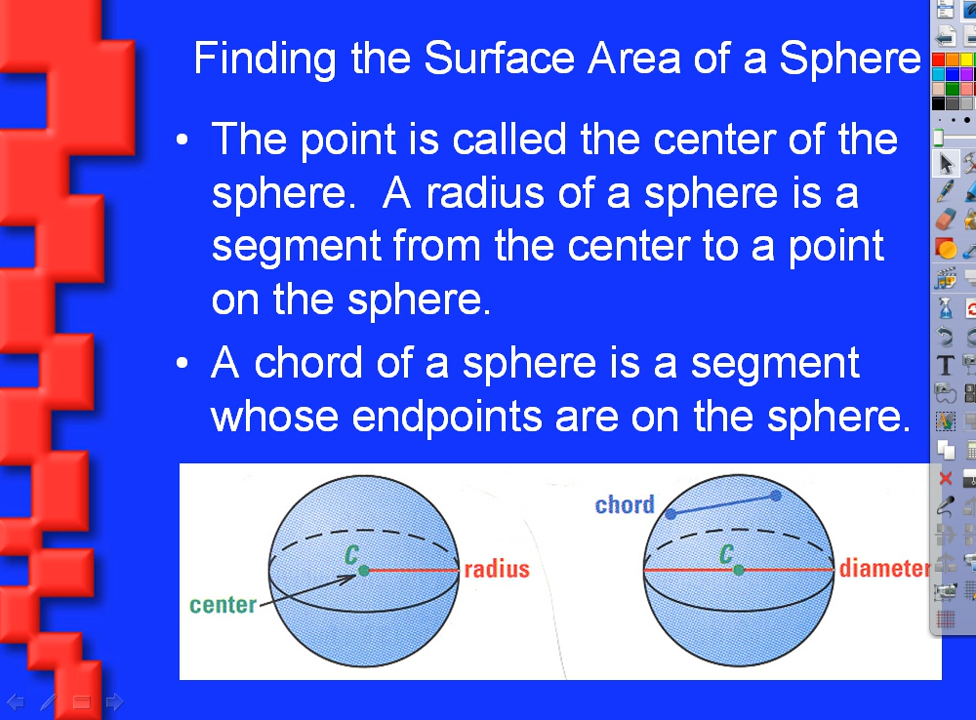 Finding the Surface Area of a Sphere
• The point is called the center of the
sphere.  A radius of a sphere is a
segment from the center to a point
on the sphere.
• A chord of a sphere is a segment
whose endpoints are on the sphere.
C
radius
center
chord
C
diameter
T